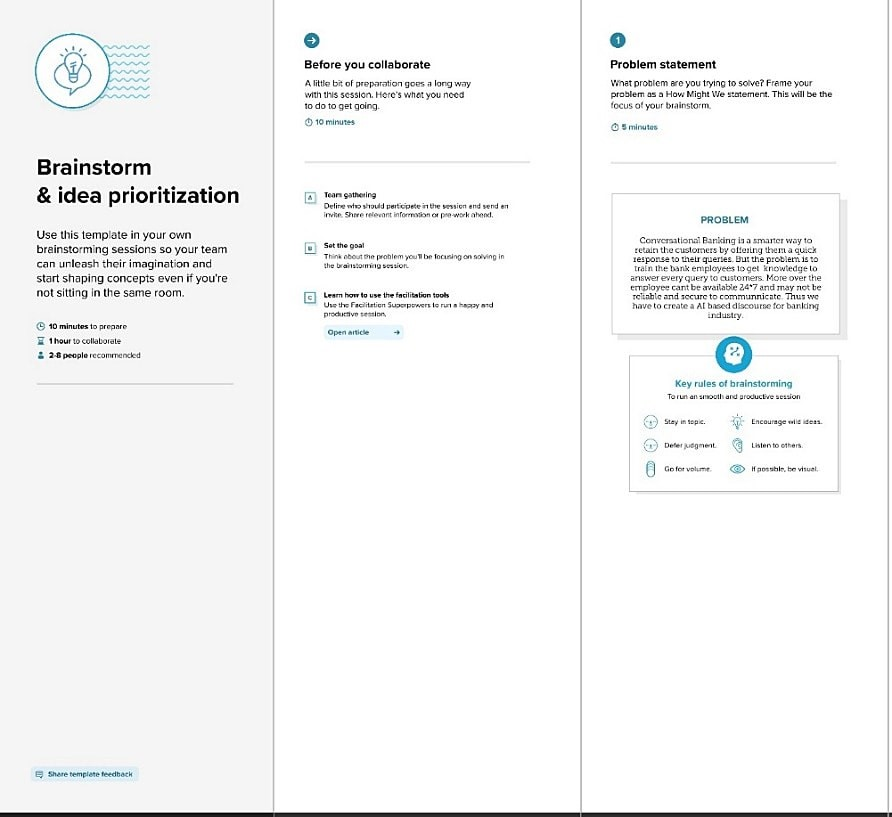 Brainstorm
& idea prioritization
Use this template in your own
brainstorming sessions so your team
can unleash their imagination and
start shaping concepts even if you're
not sitting in the same room.
10 minutes to prepare
1 hour to collaborate
2-8 people recommended
Share template feedback
Before you collaborate
A little bit of preparation goes a long way
with this session. Here's what you need
to do to get going.
10 minutes
A
Team gathering
Define who should participate in the session and send an
invite. Share relevant information or pre-work ahead.
B
Set the goal
Think about the problem you'll be focusing on solving in
the brainstorming session.
C
Learn how to use the facilitation tools
Use the Facilitation Superpowers to run a happy and
productive session.
Open article
1
Problem statement
What problem are you trying to solve? Frame your
problem as a How Might We statement. This will be the
focus of your brainstorm.
5 minutes
PROBLEM
Conversational Banking is a smarter way to
retain the customers by offering them a quick
response to their queries. But the problem is to
train the bank employees to get knowledge to
answer every query to customers. More over the
employee cant be available 24*7 and may not be
reliable and secure to communnicate. Thus we
have to create a AI based discourse for banking
industry.
Key rules of brainstorming
To run an smooth and productive session
Stay in topic.
Encourage wild ideas.
Defer judgment.
Listen to others.
Go for volume.
If possible, be visual.